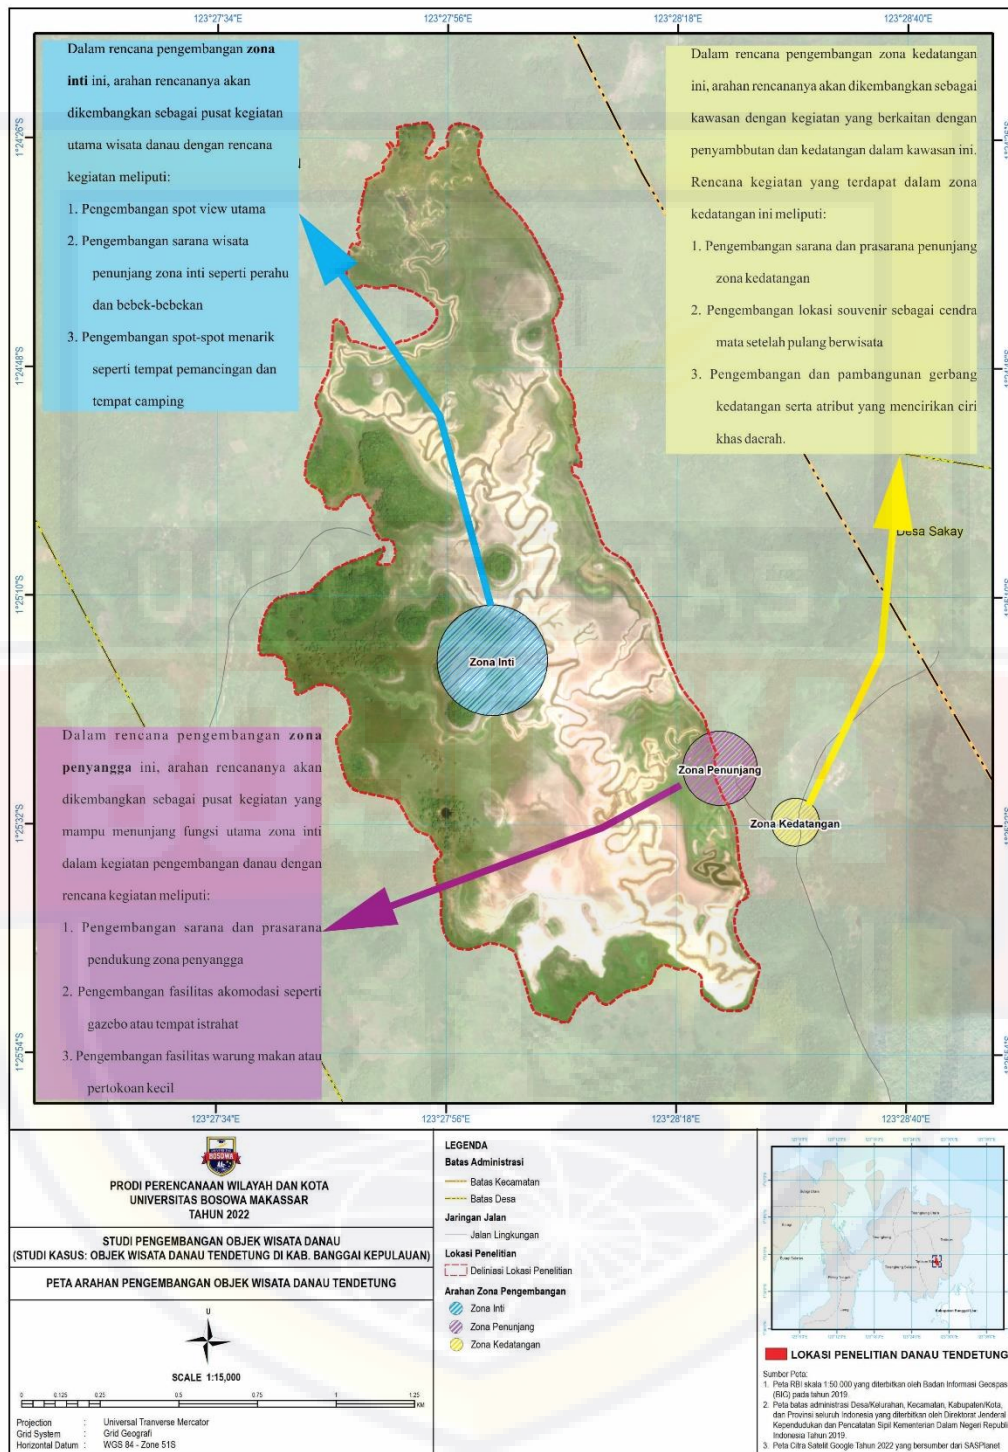 123°27'34"E 123°27'56"E 123°28'18"E 123°28'40"E
Dalam rencana pengembangan zona
inti ini, arahan rencananya akan
dikembangkan sebagai pusat kegiatan
utama wisata danau dengan rencana
kegiatan meliputi:
1. Pengembangan spot view utama
2. Pengembangan sarana wisata
penunjang zona inti seperti perahu
dan bebek-bebekan
3. Pengembangan spot-spot menarik
seperti tempat pemancingan dan
tempat camping
Dalam rencana pengembangan zona kedatangan
ini, arahan rencananya akan dikembangkan sebagai
kawasan dengan kegiatan yang berkaitan dengan
penyambbutan dan kedatangan dalam kawasan ini.
Rencana kegiatan yang terdapat dalam zona
kedatangan ini meliputi:
1. Pengembangan sarana dan prasarana penunjang
zona kedatangan
2. Pengembangan lokasi souvenir sebagai cendra
mata setelah pulang berwisata
3. Pengembangan dan pambangunan gerbang
kedatangan serta atribut yang mencirikan ciri
khas daerah.
1°24'26"S
1°24'48"S
1°25'10"S
1°25'32"S
1°25'54"S
Desa Sakay
Zona Inti
Zona Penunjang
Zona Kedatangan
Dalam rencana pengembangan zona
penyangga ini, arahan rencananya akan
dikembangkan sebagai pusat kegiatan yang
mampu menunjang fungsi utama zona inti
dalam kegiatan pengembangan danau dengan
rencana kegiatan meliputi:
1. Pengembangan sarana dan prasarana
pendukung zona penyangga
2. Pengembangan fasilitas akomodasi seperti
gazebo atau tempat istrahat
3. Pengembangan fasilitas warung makan atau
pertokoan kecil
123°27'34"E 123°27'56"E 123°28'18"E 123°28'40"E
BOSOWA
PRODI PERENCANAAN WILAYAH DAN KOTA
UNIVERSITAS BOSOWA MAKASSAR
TAHUN 2022
STUDI PENGEMBANGAN OBJEK WISATA DANAU
(STUDI KASUS: OBJEK WISATA DANAU TENDETUNG DI KAB. BANGGAI KEPULAUAN)
PETA ARAHAN PENGEMBANGAN OBJEK WISATA DANAU TENDETUNG
U
SCALE 1:15,000
0 0.125 0.25 0.5 0.75 1 1.25
KM
Projection : Universal Tranverse Mercator
Grid System : Grid Geografi
Horizontal Datum : WGS 84 - Zone 51S
LEGENDA
Batas Administrasi
Batas Kecamatan
Batas Desa
Jaringan Jalan
Jalan Lingkungan
Lokasi Penelitian
Deliniasi Lokasi Penelitian
Arahan Zona Pengembangan
Zona Inti
Zona Penunjang
Zona Kedatangan
LOKASI PENELITIAN DANAU TENDETUNG
Sumber Peta:
1. Peta RBI skala 1:50.000 yang diterbitkan oleh Badan Informasi Geospas
(BIG) pada tahun 2019.
2. Peta batas administrasi Desa/Kelurahan, Kecamatan, Kabupaten/Kota,
dan Provinsi seluruh Indonesia yang diterbitkan oleh Direktorat Jenderal
Kependudukan dan Pencatatan Sipil Kementerian Dalam Negeri Republi
Indonesia Tahun 2019.
3. Peta Citra Satelit Google Tahun 2022 yang bersumber dari SASPlanet